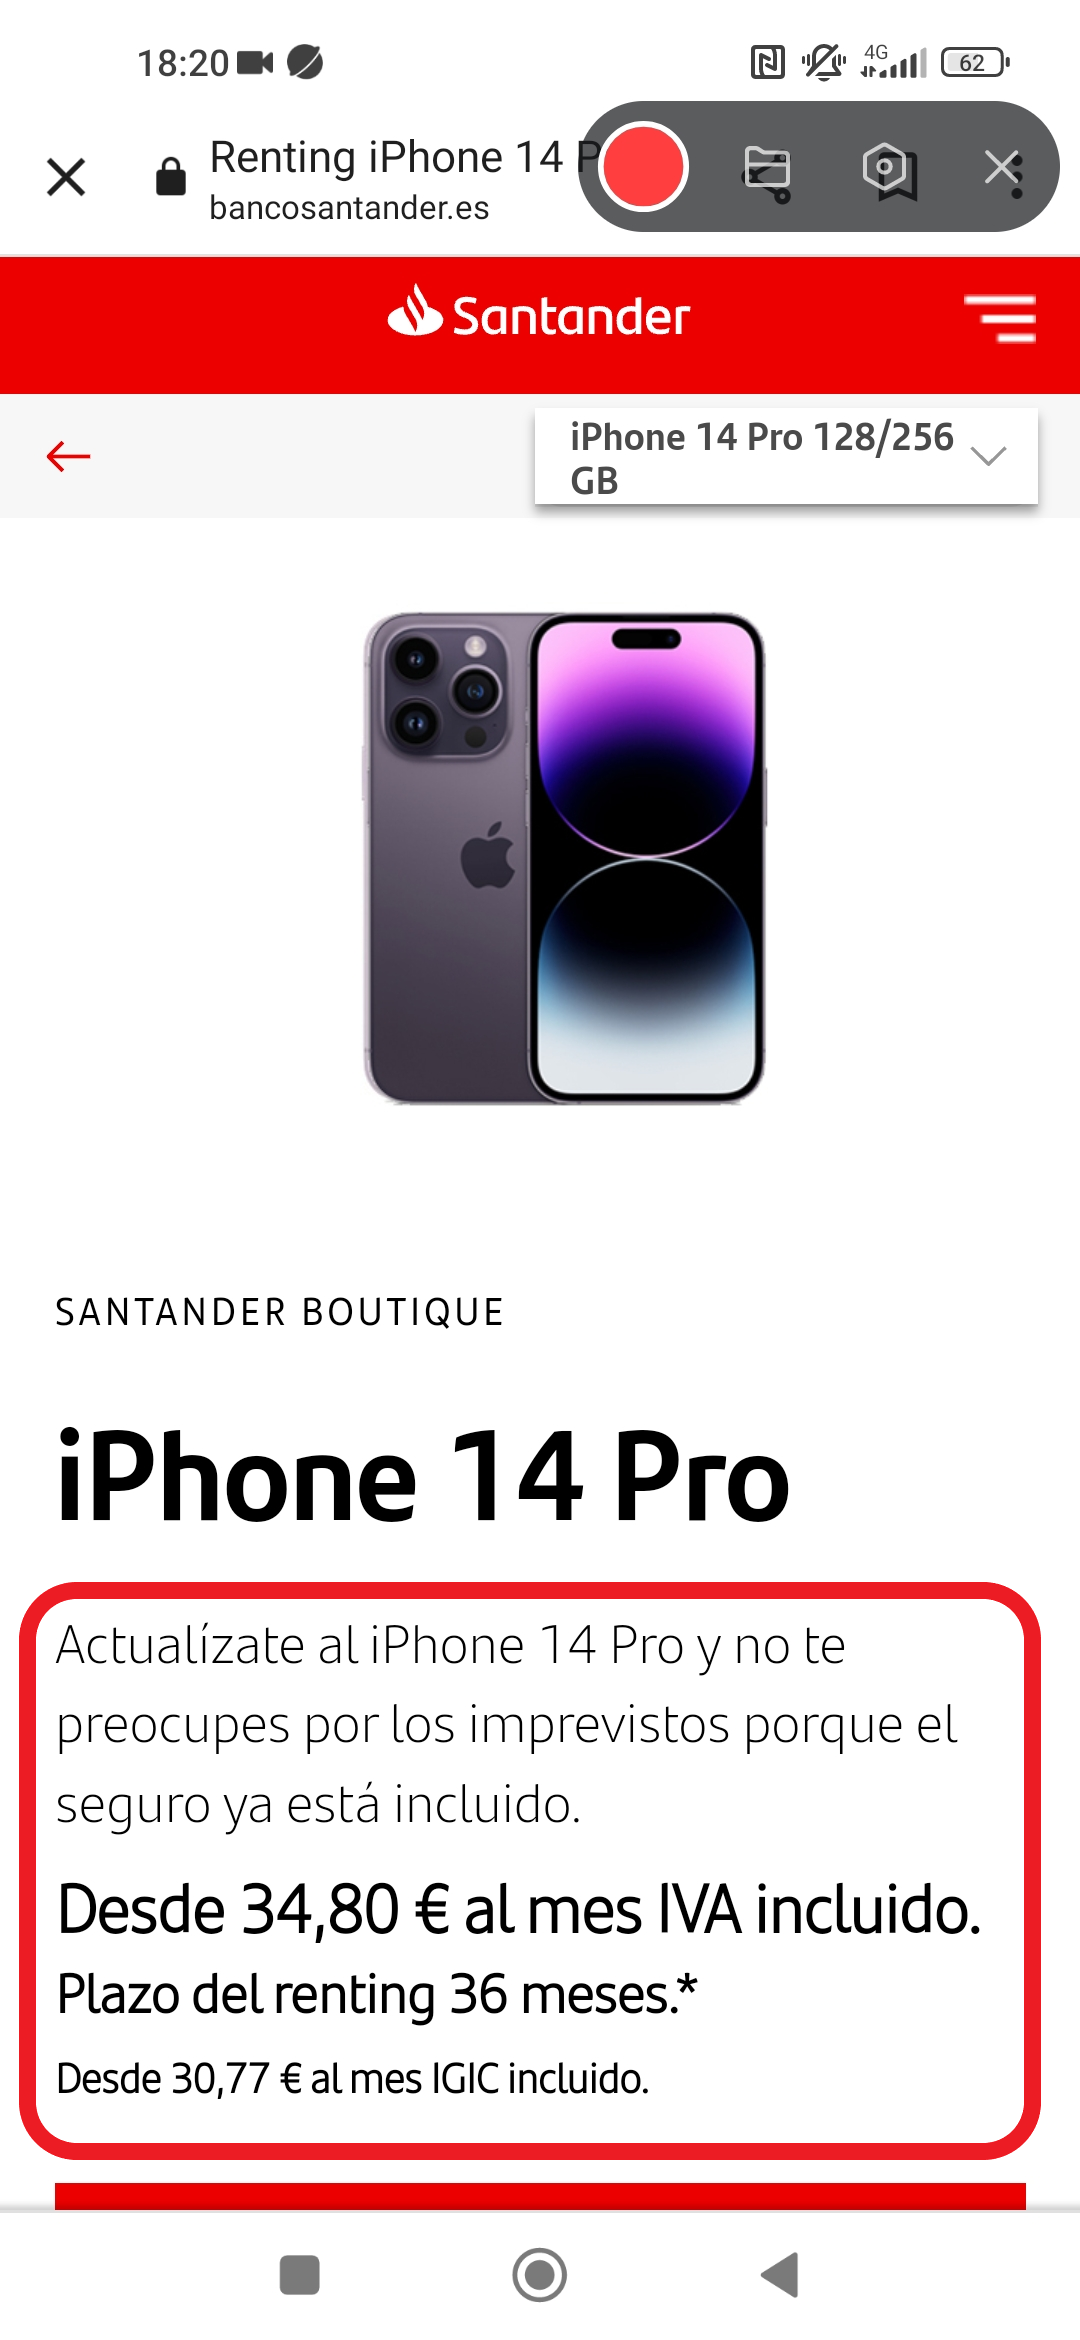 18:20
4G
62
Renting iPhone 14 P
bancosantander.es
Santander
iPhone 14 Pro 128/256
GB
SANTANDER BOUTIQUE
iPhone 14 Pro
Actualízate al iPhone 14 Pro y no te
preocupes por los imprevistos porque el
seguro ya está incluido.
Desde 34,80 € al mes IVA incluido.
Plazo del renting 36 meses.*
Desde 30,77 € al mes IGIC incluido.